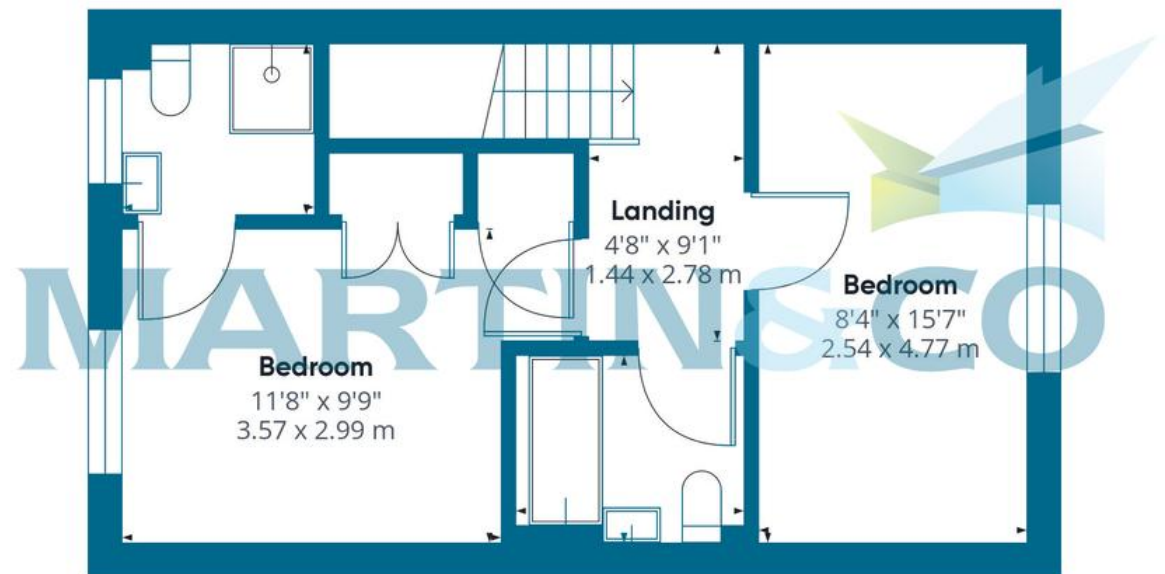 Landing
4'8" x 9'1"
1.44 x 2.78 m
Bedroom
8'4" x 15'7"
2.54 x 4.77 m
MARTIN&CO
Bedroom
11'8" x 9'9"
3.57 x 2.99 m